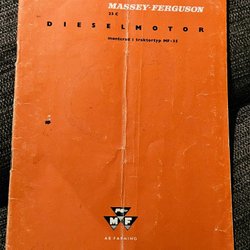 MASSEY-FERGUSON
23 C
DIESELMOTOR
monterad i traktortyp MF-35
MF
AB FARMING